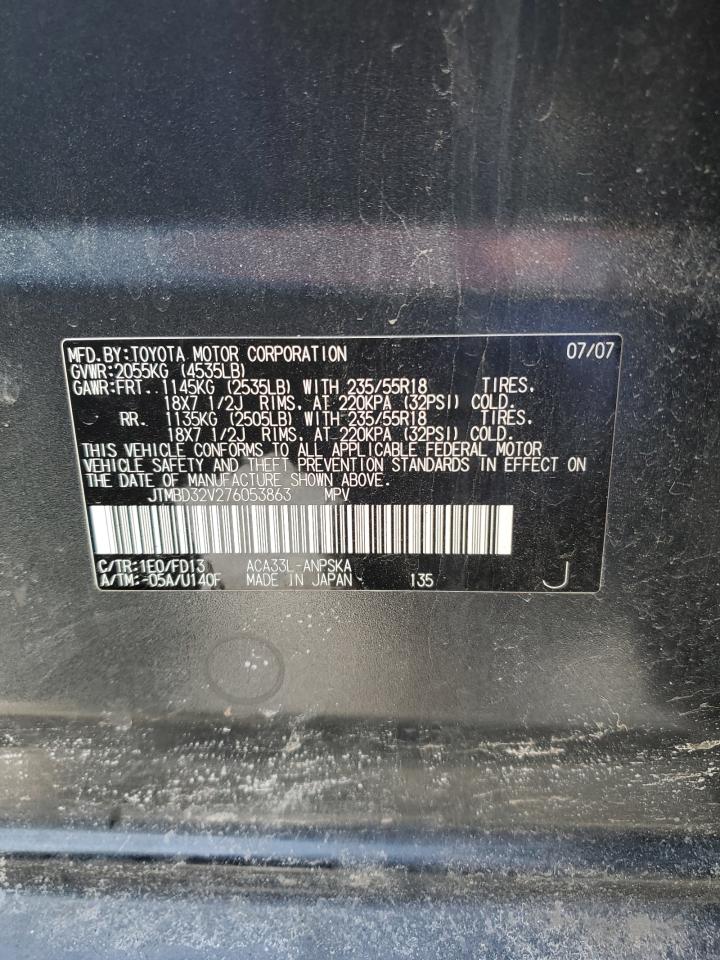 MFD.BY:TOYOTA MOTOR CORPORATION 07/07
GVWR:2055KG (4535LB)
GAWR:FRT..1145KG (2535LB) WITH 235/55R18 TIRES.
18X7 1/2J RIMS, AT 220KPA (32PSI) COLD.
RR. 1135KG (2505LB) WITH 235/55R18 TIRES.
18X7 1/2J RIMS, AT 220KPA (32PSI) COLD.
THIS VEHICLE CONFORMS TO ALL APPLICABLE FEDERAL MOTOR
VEHICLE SAFETY AND THEFT PREVENTION STANDARDS IN EFFECT ON
THE DATE OF MANUFACTURE SHOWN ABOVE.
JTMBD32V276053863 MPV
C/TR:1E0/FD13 ACA33L-ANPSKA
A/TM:-05A/U140F MADE IN JAPAN 135 J